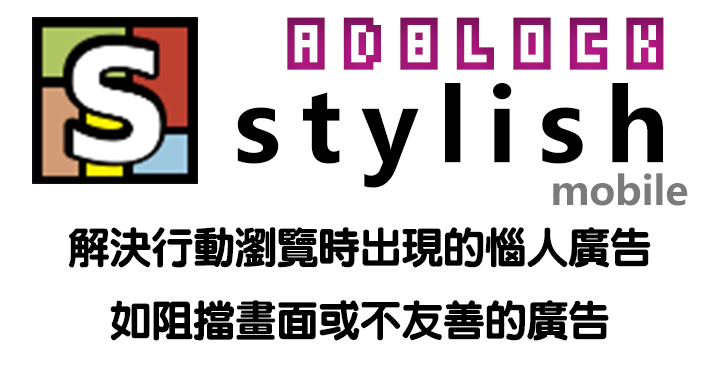 S
ADBLOCK
stylish
mobile
解決行動瀏覽時出現的惱人廣告
如阻擋畫面或不友善的廣告